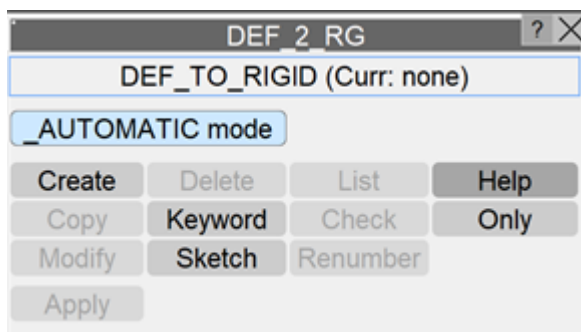 DEF_2_RG ? X
DEF_TO_RIGID (Curr: none)
_AUTOMATIC mode
Create Delete List Help
Copy Keyword Check Only
Modify Sketch Renumber
Apply